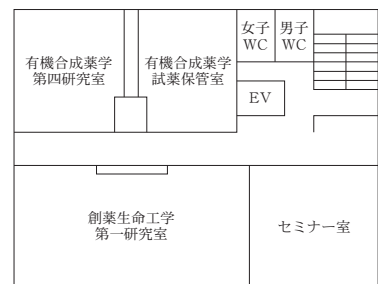 女子
WC
男子
WC
有機合成薬学
第四研究室
有機合成薬学
試薬保管室
EV
創薬生命工学
第一研究室
セミナー室